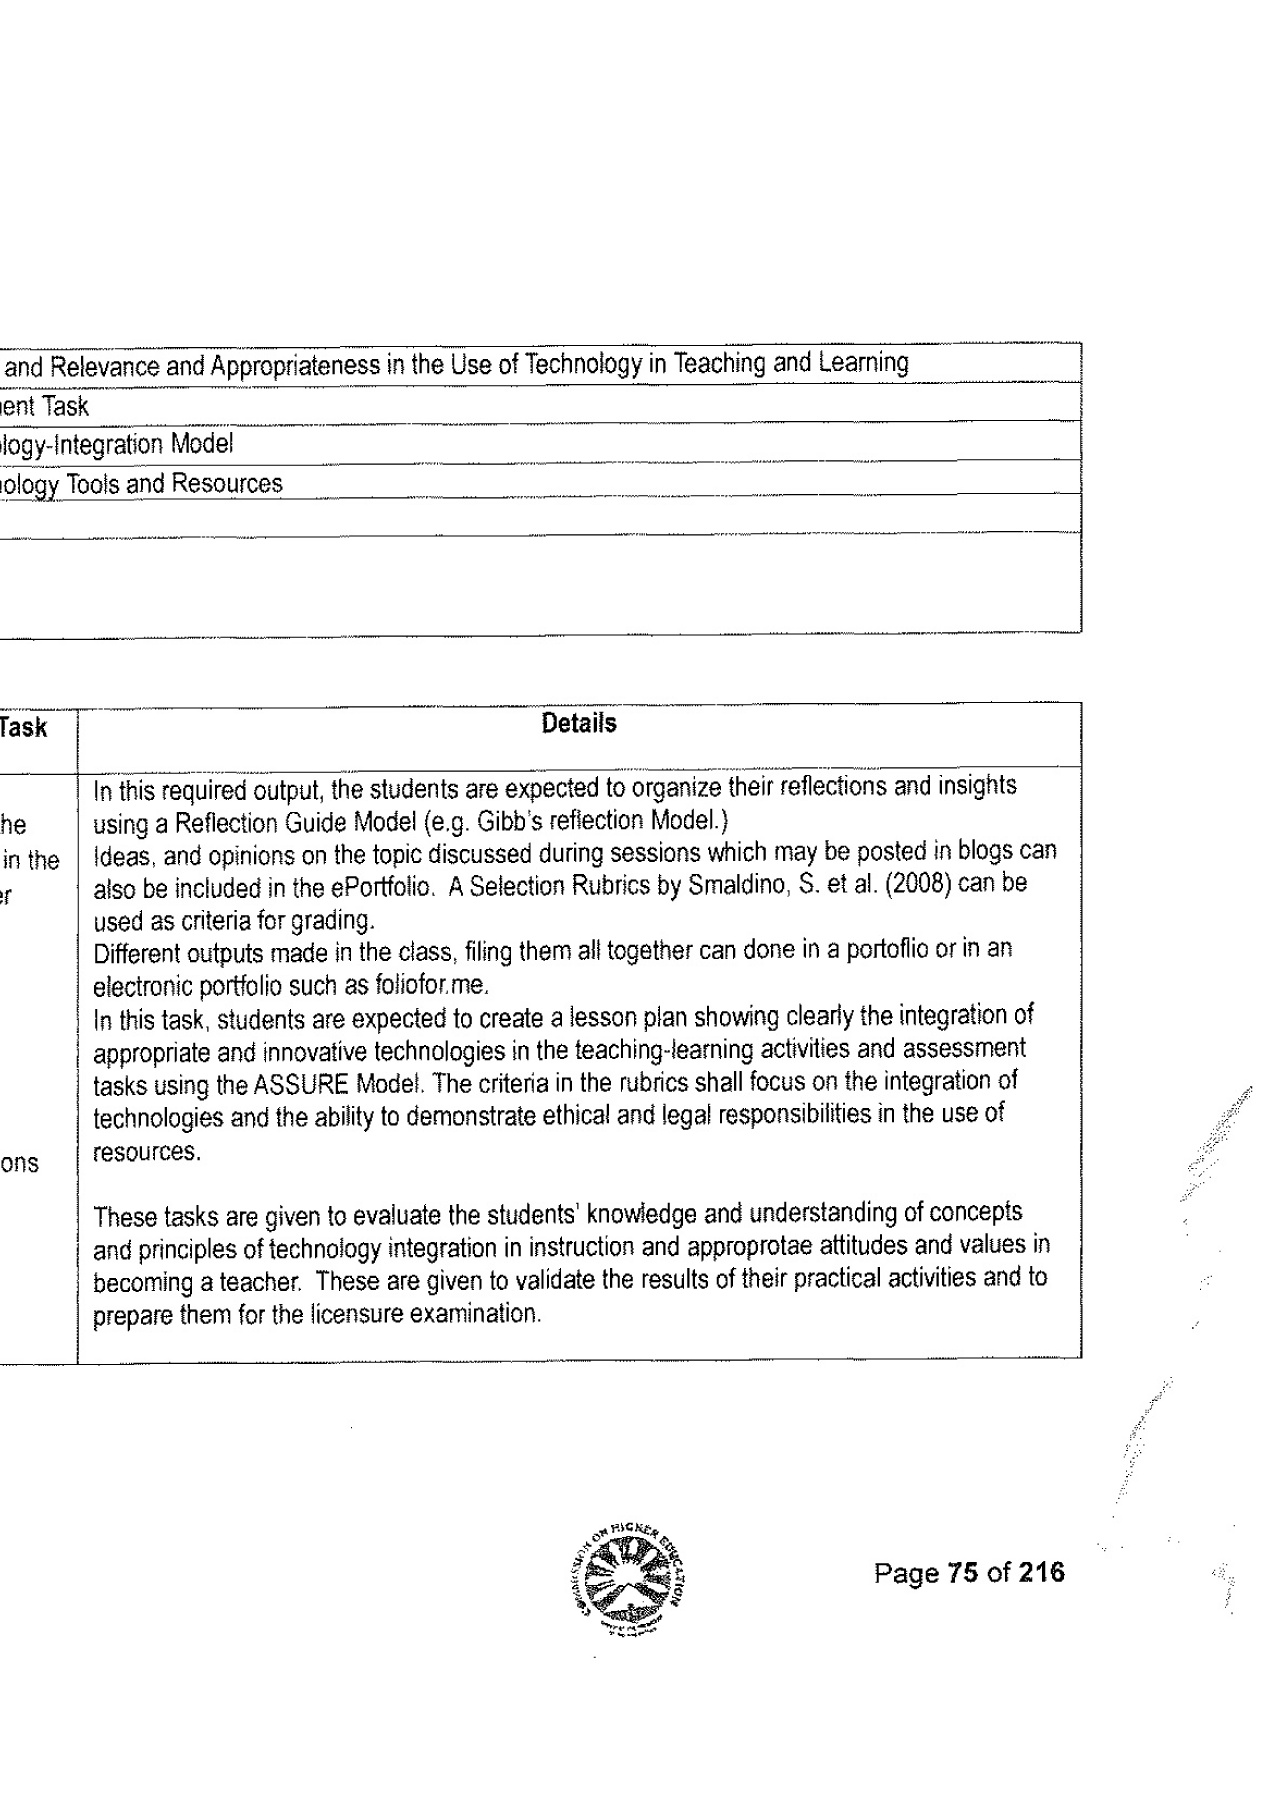 and Relevance and Appropriateness in the Use of Technology in Teaching and Learning
ent Task
logy-Integration Model
ology Tools and Resources
Task
Details
In this required output, the students are expected to organize their reflections and insights
he
using a Reflection Guide Model (e.g. Gibb's reflection Model.)
in the
Ideas, and opinions on the topic discussed during sessions which may be posted in blogs can
er
also be included in the ePortfolio. A Selection Rubrics by Smaldino, S. et al. (2008) can be
used as criteria for grading.
Different outputs made in the class, filing them all together can done in a portoflio or in an
electronic portfolio such as foliofor.me.
In this task, students are expected to create a lesson plan showing clearly the integration of
appropriate and innovative technologies in the teaching-learning activities and assessment
tasks using the ASSURE Model. The criteria in the rubrics shall focus on the integration of
technologies and the ability to demonstrate ethical and legal responsibilities in the use of
resources.
ons
These tasks are given to evaluate the students' knowledge and understanding of concepts
and principles of technology integration in instruction and approprotae attitudes and values in
becoming a teacher. These are given to validate the results of their practical activities and to
prepare them for the licensure examination.
COMMISSION ON HIGHER EDUCATION
Page 75 of 216